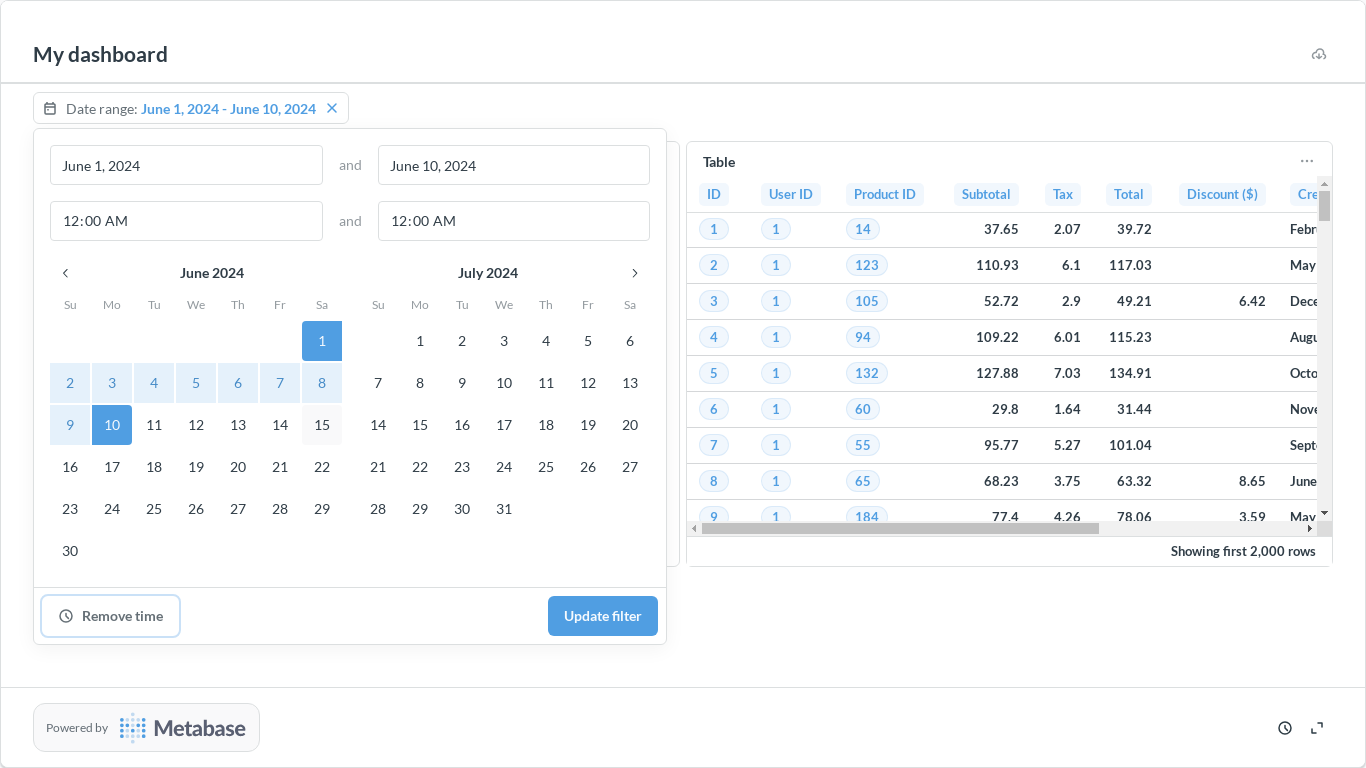 My dashboard
Date range: June 1, 2024 - June 10, 2024
June 1, 2024 and June 10, 2024
12:00 AM and 12:00 AM
June 2024
Su Mo Tu We Th Fr Sa
1
2 3 4 5 6 7 8
9 10 11 12 13 14 15
16 17 18 19 20 21 22
23 24 25 26 27 28 29
30
July 2024
Su Mo Tu We Th Fr Sa
1 2 3 4 5 6
7 8 9 10 11 12 13
14 15 16 17 18 19 20
21 22 23 24 25 26 27
28 29 30 31
Remove time Update filter
Table
ID User ID Product ID Subtotal Tax Total Discount ($) Cre
1 1 14 37.65 2.07 39.72 Febr
2 1 123 110.93 6.1 117.03 May
3 1 105 52.72 2.9 49.21 6.42 Dece
4 1 94 109.22 6.01 115.23 Augu
5 1 132 127.88 7.03 134.91 Octo
6 1 60 29.8 1.64 31.44 Nove
7 1 55 95.77 5.27 101.04 Septe
8 1 65 68.23 3.75 63.32 8.65 June
9 1 184 77.4 4.26 78.06 3.59 May
Showing first 2,000 rows
Powered by Metabase